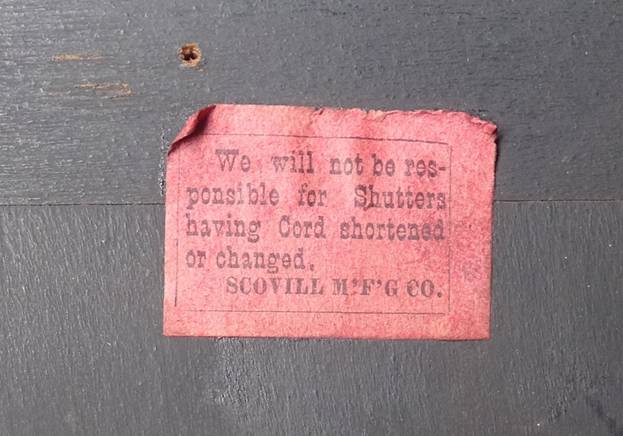 We will not be res-
ponsible for Shutters
having Cord shortened
or changed.
SCOVILL M'F'G CO.